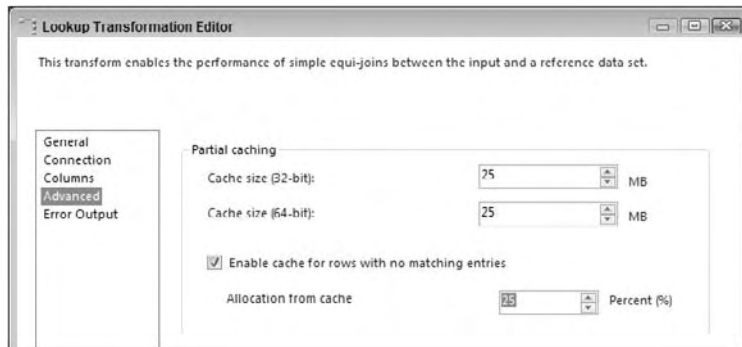 Lookup Transformation Editor
This transform enables the performance of simple equi-joins between the input and a reference data set.
General
Connection
Columns
Advanced
Error Output
Partial caching
Cache size (32-bit): 25 MB
Cache size (64-bit): 25 MB
Enable cache for rows with no matching entries
Allocation from cache 25 Percent (%)